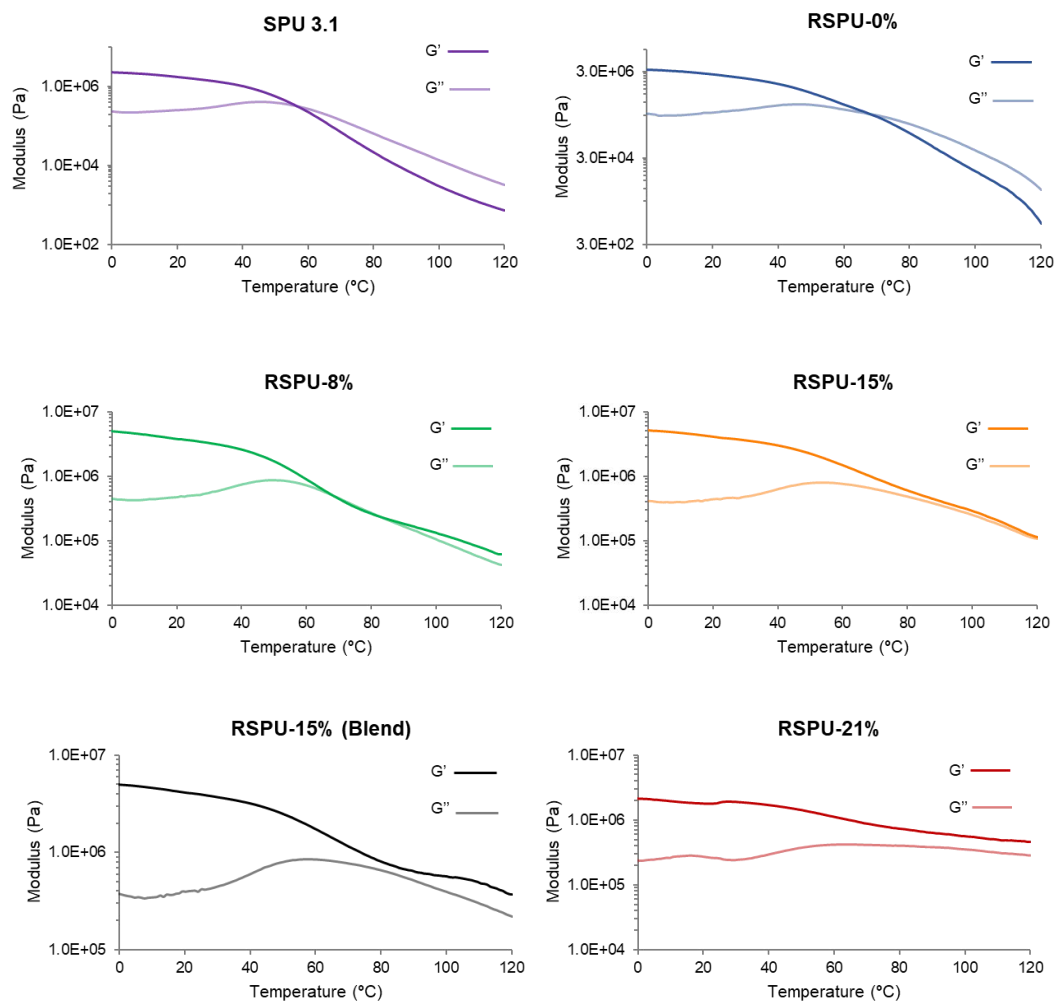 SPU 3.1
G’
G’’
Modulus (Pa)
1.0E+06
1.0E+04
1.0E+02
0 20 40 60 80 100 120
Temperature (°C)
RSPU-0%
G’
G’’
Modulus (Pa)
3.0E+06
3.0E+04
3.0E+02
0 20 40 60 80 100 120
Temperature (°C)
RSPU-8%
G’
G’’
Modulus (Pa)
1.0E+07
1.0E+06
1.0E+05
1.0E+04
0 20 40 60 80 100 120
Temperature (°C)
RSPU-15%
G’
G’’
Modulus (Pa)
1.0E+07
1.0E+06
1.0E+05
1.0E+04
0 20 40 60 80 100 120
Temperature (°C)
RSPU-15% (Blend)
G’
G’’
Modulus (Pa)
1.0E+07
1.0E+06
1.0E+05
0 20 40 60 80 100 120
Temperature (°C)
RSPU-21%
G’
G’’
Modulus (Pa)
1.0E+07
1.0E+06
1.0E+05
1.0E+04
0 20 40 60 80 100 120
Temperature (°C)